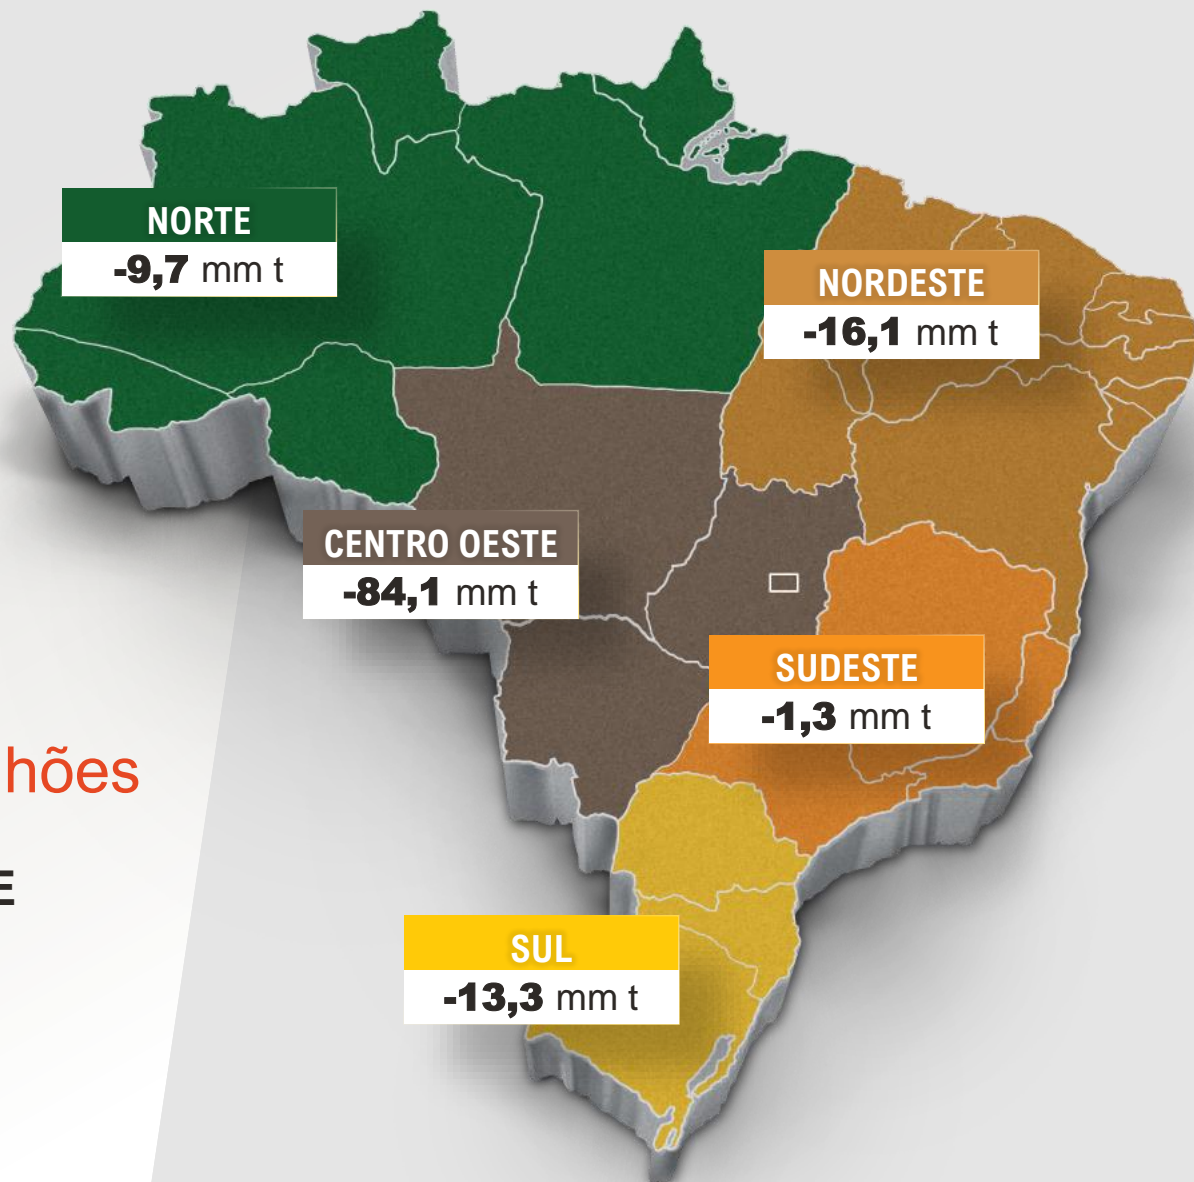 NORTE
-9,7 mm t
NORDESTE
-16,1 mm t
CENTRO OESTE
-84,1 mm t
SUDESTE
-1,3 mm t
hões
E
SUL
-13,3 mm t